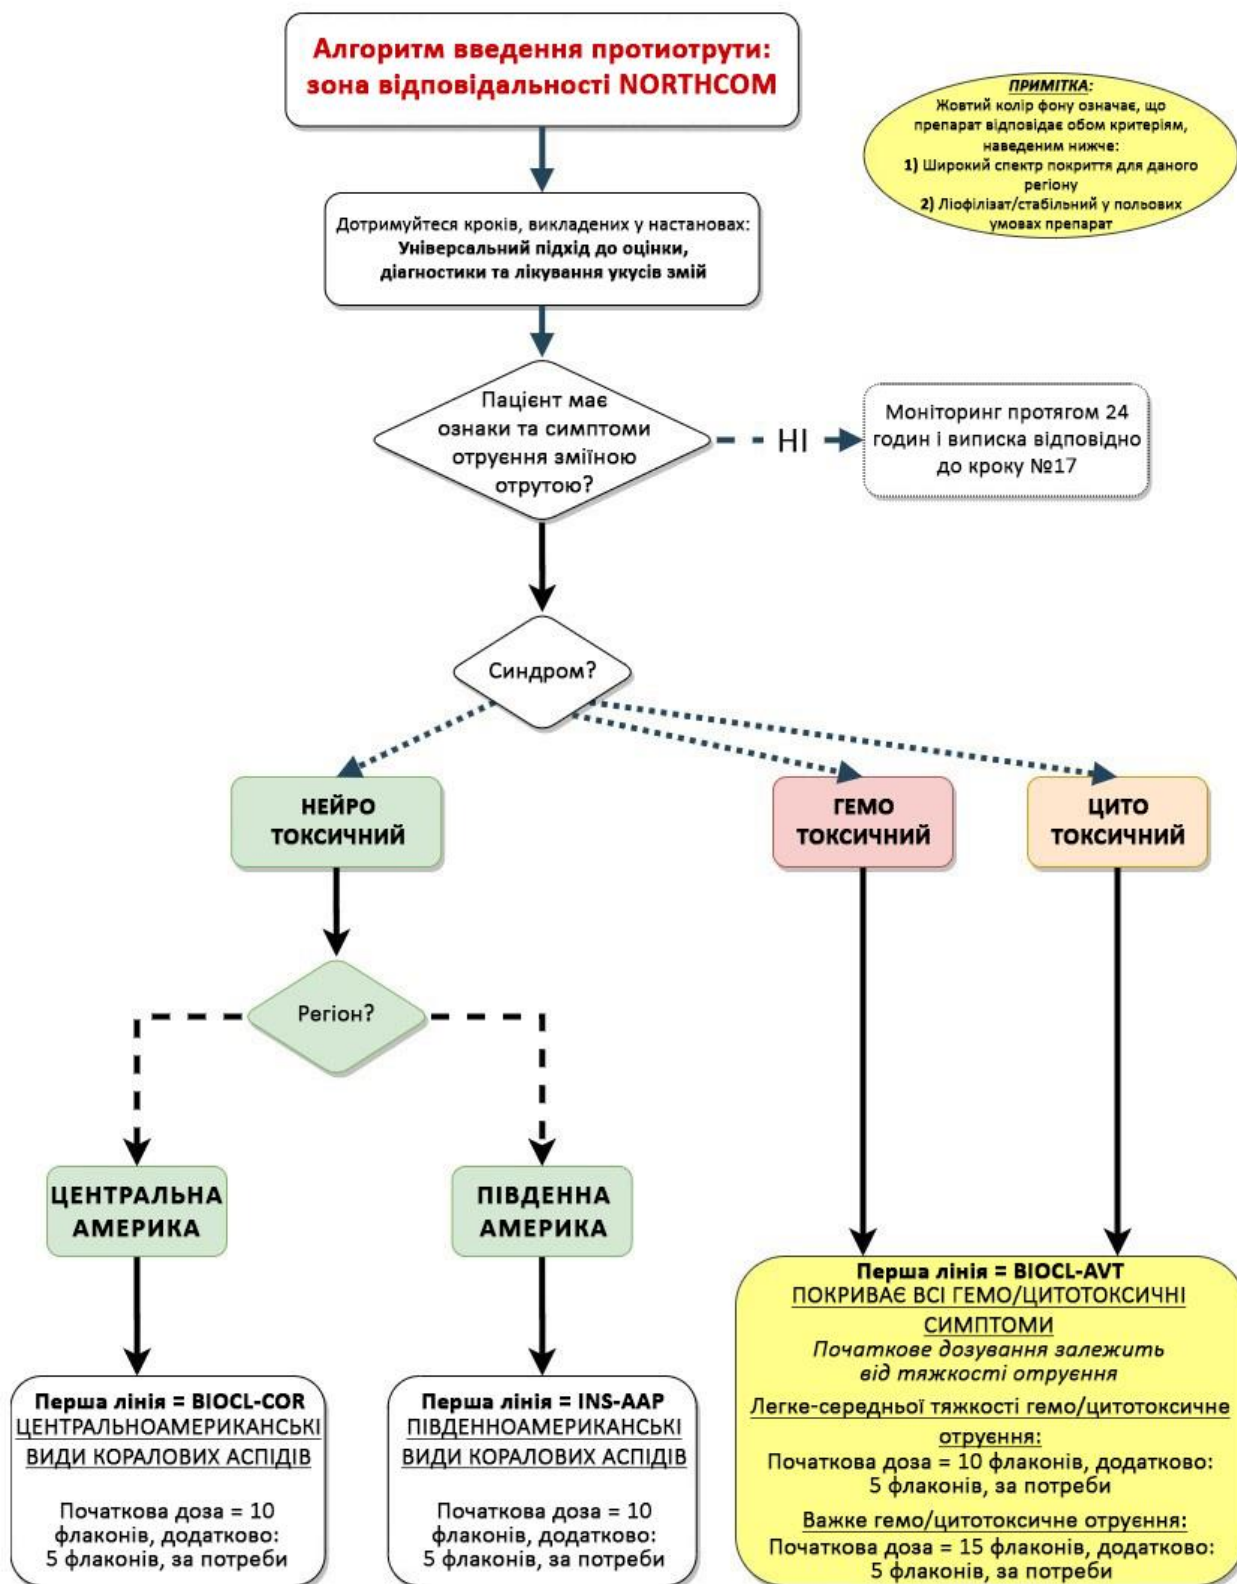 Алгоритм введення протиотрути:
зона відповідальності NORTHCOM
ПРИМІТКА:
Жовтий колір фону означає, що
препарат відповідає обом критеріям,
наведеним нижче:
1) Широкий спектр покриття для даного
регіону
2) Ліофілізат/стабільний у польових
умовах препарат
Дотримуйтеся кроків, викладених у настановах:
Універсальний підхід до оцінки,
діагностики та лікування укусів змій
Пацієнт має
ознаки та симптоми
отруєння зміїною
отрутою?
НІ
Моніторинг протягом 24
годин і виписка відповідно
до кроку №17
Синдром?
НЕЙРО
ТОКСИЧНИЙ
ГЕМО
ТОКСИЧНИЙ
ЦИТО
ТОКСИЧНИЙ
Регіон?
ЦЕНТРАЛЬНА
АМЕРИКА
ПІВДЕННА
АМЕРИКА
Перша лінія = BIOCL-COR
ЦЕНТРАЛЬНОАМЕРИКАНСЬКІ
ВИДИ КОРАЛОВИХ АСПІДІВ
Початкова доза = 10
флаконів, додатково:
5 флаконів, за потреби
Перша лінія = INS-AAP
ПІВДЕННОАМЕРИКАНСЬКІ
ВИДИ КОРАЛОВИХ АСПІДІВ
Початкова доза = 10
флаконів, додатково:
5 флаконів, за потреби
Перша лінія = BIOCL-AVT
ПОКРИВАЄ ВСІ ГЕМО/ЦИТОТОКСИЧНІ
СИМПТОМИ
Початкове дозування залежить
від тяжкості отруєння
Легке-середньої тяжкості гемо/цитотоксичне
отруєння:
Початкова доза = 10 флаконів, додатково:
5 флаконів, за потреби
Важке гемо/цитотоксичне отруєння:
Початкова доза = 15 флаконів, додатково:
5 флаконів, за потреби